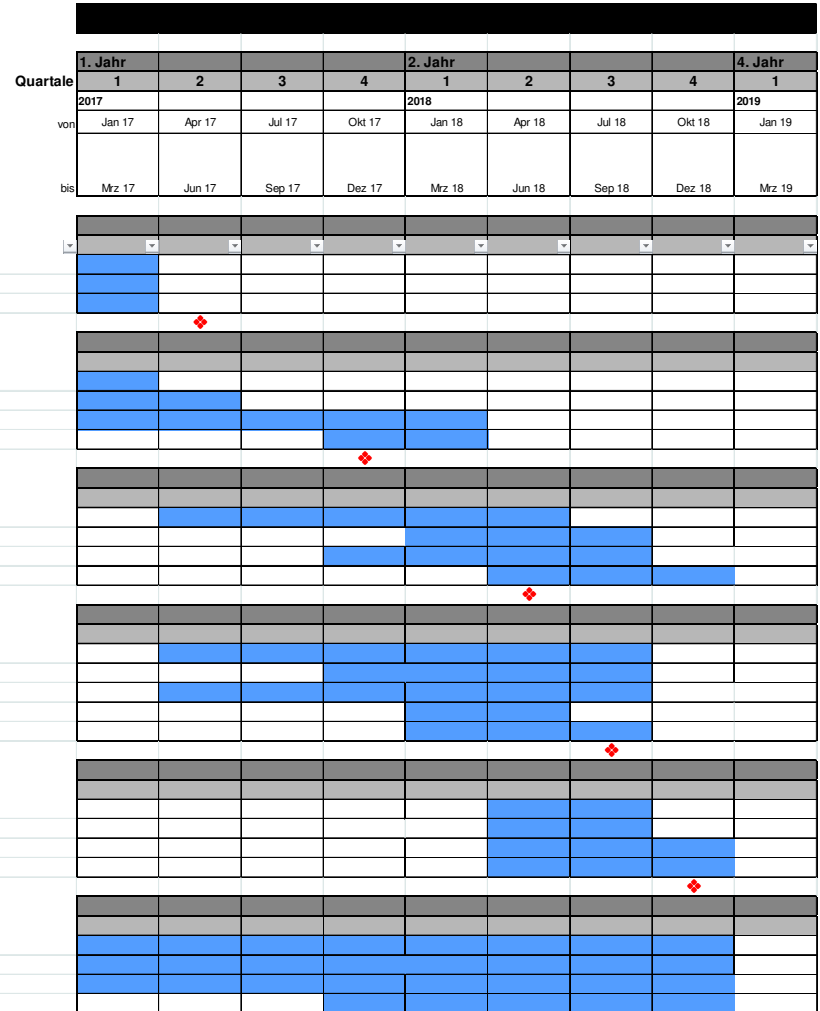 1. Jahr 2. Jahr 4. Jahr
Quartale 1 2 3 4 1 2 3 4 1
2017 2018 2019
von Jan 17 Apr 17 Jul 17 Okt 17 Jan 18 Apr 18 Jul 18 Okt 18 Jan 19
bis Mrz 17 Jun 17 Sep 17 Dez 17 Mrz 18 Jun 18 Sep 18 Dez 18 Mrz 19